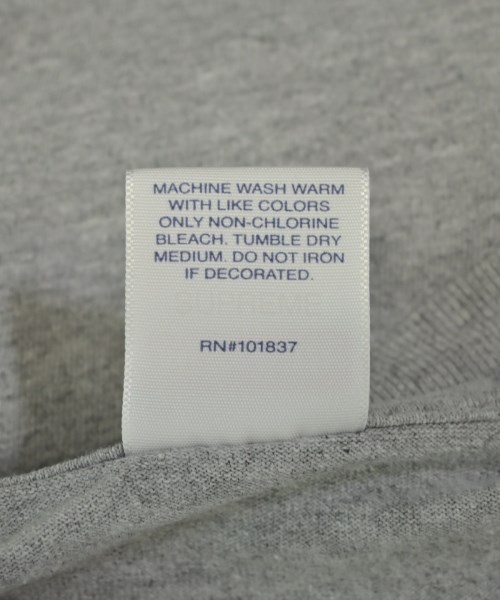 MACHINE WASH WARM
WITH LIKE COLORS
ONLY NON-CHLORINE
BLEACH. TUMBLE DRY
MEDIUM. DO NOT IRON
IF DECORATED.
SUPREME
RN#101837